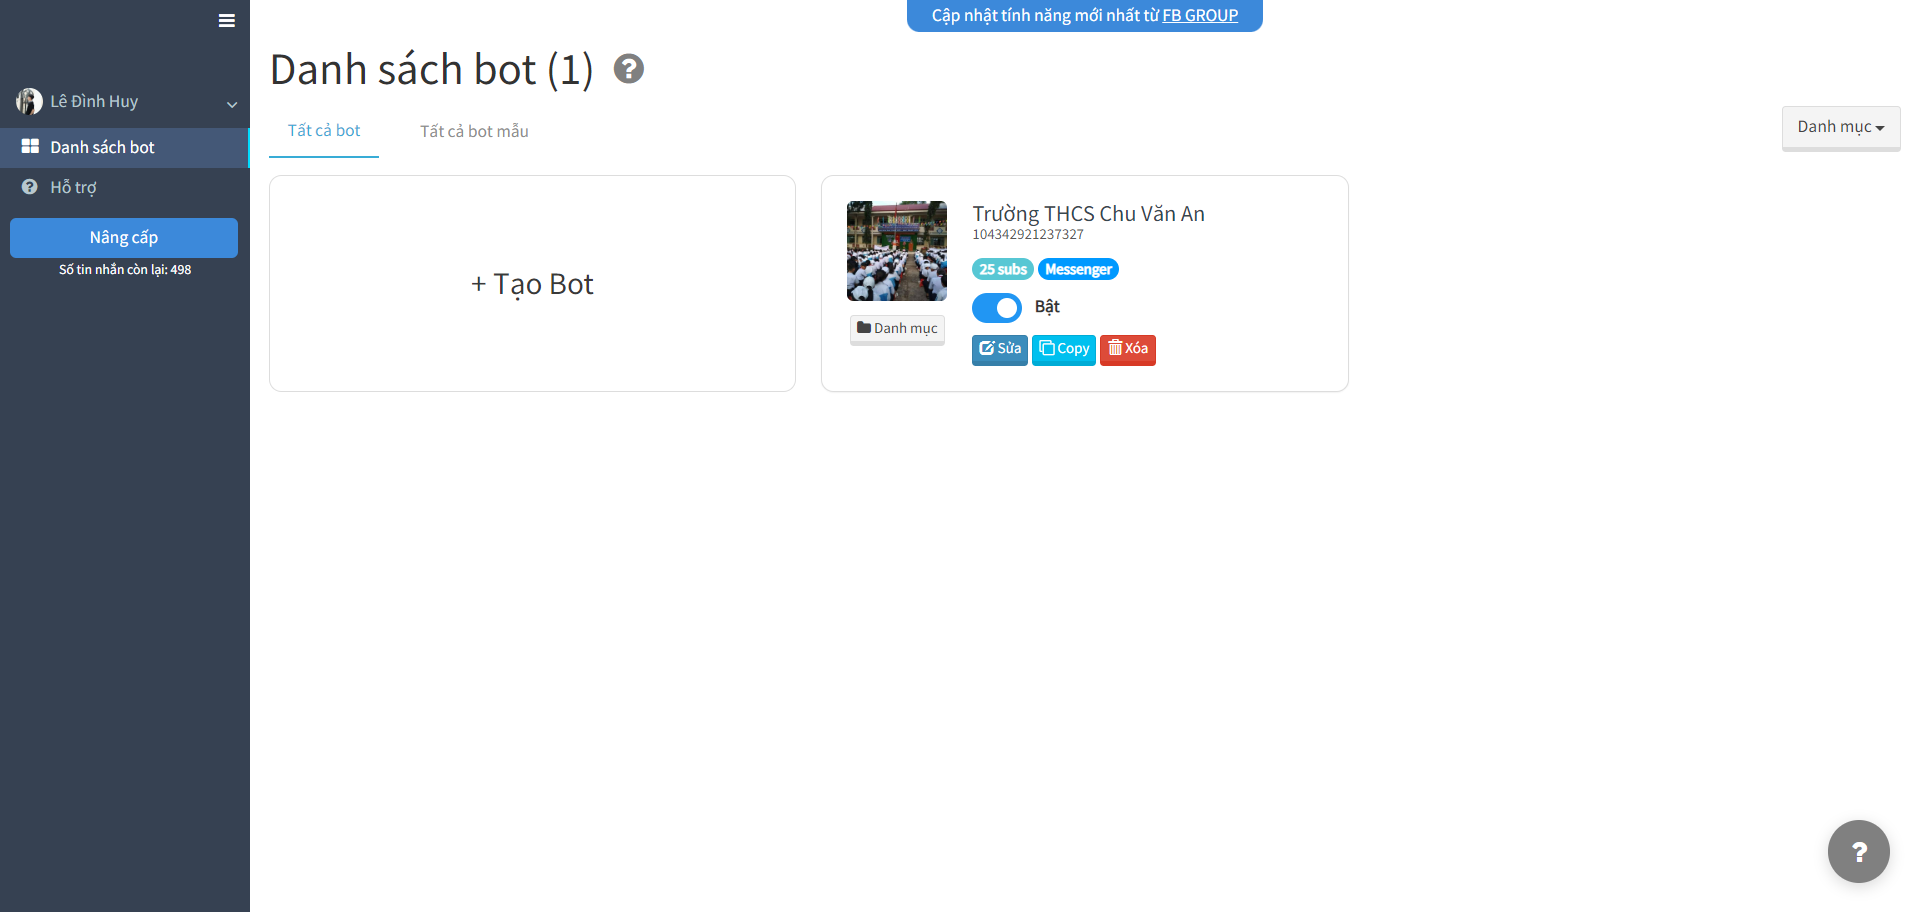 Cập nhật tính năng mới nhất từ FB GROUP
Lê Đình Huy
Danh sách bot
Hỗ trợ
Nâng cấp
Số tin nhắn còn lại: 498
Danh sách bot (1) ?
Tất cả bot
Tất cả bot mẫu
Danh mục
+ Tạo Bot
Trường THCS Chu Văn An
104342921237327
25 subs
Messenger
Bật
Danh mục
Sửa
Copy
Xóa
?